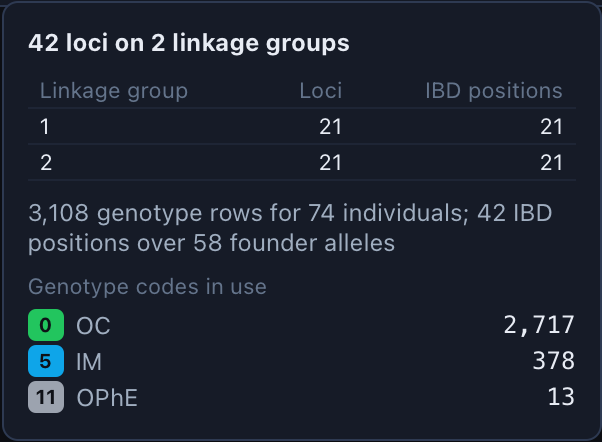 42 loci on 2 linkage groups
Linkage group Loci IBD positions
1 21 21
2 21 21
3,108 genotype rows for 74 individuals; 42 IBD
positions over 58 founder alleles
Genotype codes in use
0 OC 2,717
5 IM 378
11 OPhE 13